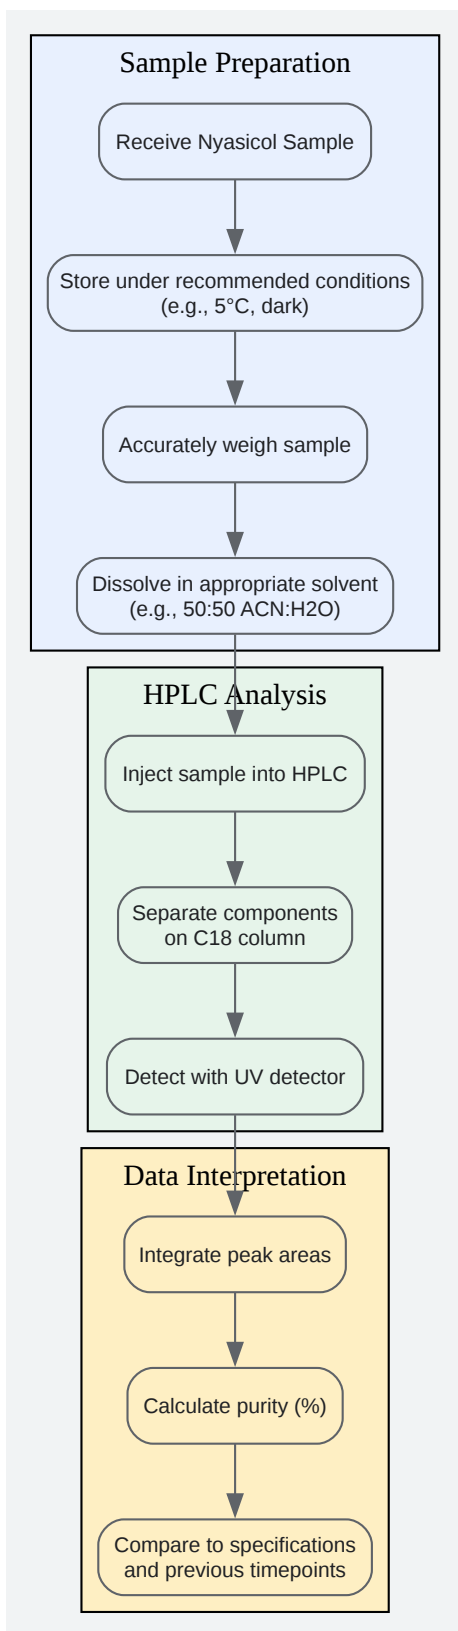 Sample Preparation
Receive Nyasicol Sample
Store under recommended conditions
(e.g., 5°C, dark)
Accurately weigh sample
Dissolve in appropriate solvent
(e.g., 50:50 ACN:H2O)
HPLC Analysis
Inject sample into HPLC
Separate components
on C18 column
Detect with UV detector
Data Interpretation
Integrate peak areas
Calculate purity (%)
Compare to specifications
and previous timepoints